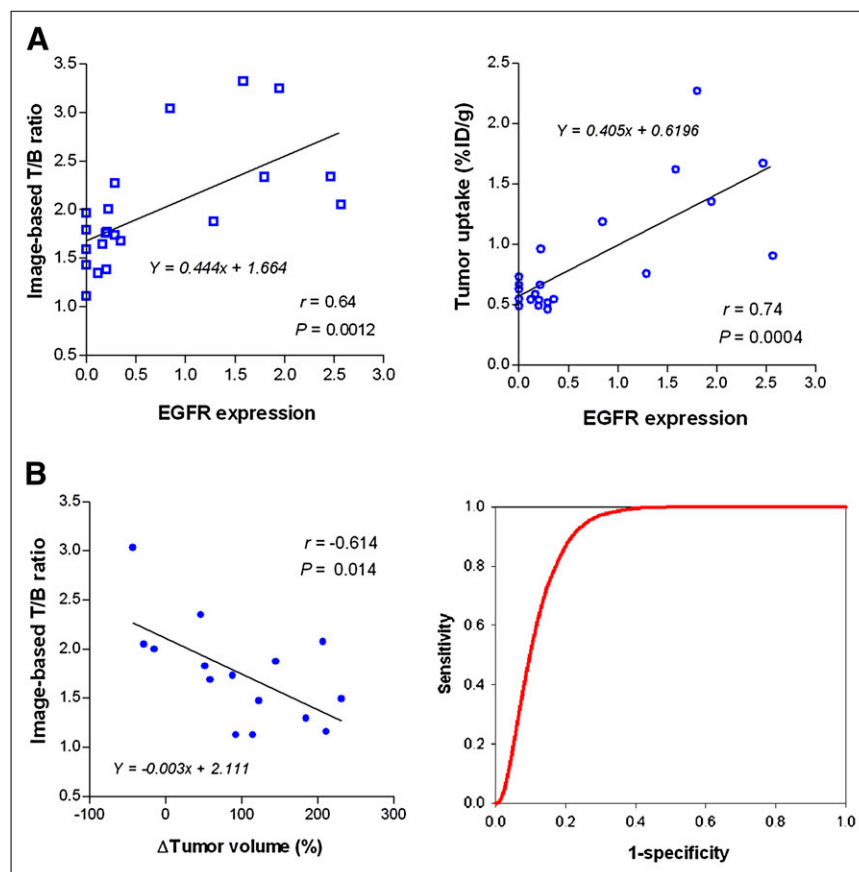 A
Image-based T/B ratio
3.5
3.0
2.5
2.0
1.5
1.0
0.5
0.0 0.5 1.0 1.5 2.0 2.5 3.0
EGFR expression
Y = 0.444x + 1.664
r = 0.64
P = 0.0012
Tumor uptake (%ID/g)
2.5
2.0
1.5
1.0
0.5
0.0
0.0 0.5 1.0 1.5 2.0 2.5 3.0
EGFR expression
Y = 0.405x + 0.6196
r = 0.74
P = 0.0004
B
Image-based T/B ratio
3.5
3.0
2.5
2.0
1.5
1.0
0.5
-100 0 100 200 300
ΔTumor volume (%)
r = -0.614
P = 0.014
Y = -0.003x + 2.111
Sensitivity
1.0
0.8
0.6
0.4
0.2
0.0
0.0 0.2 0.4 0.6 0.8 1.0
1-specificity